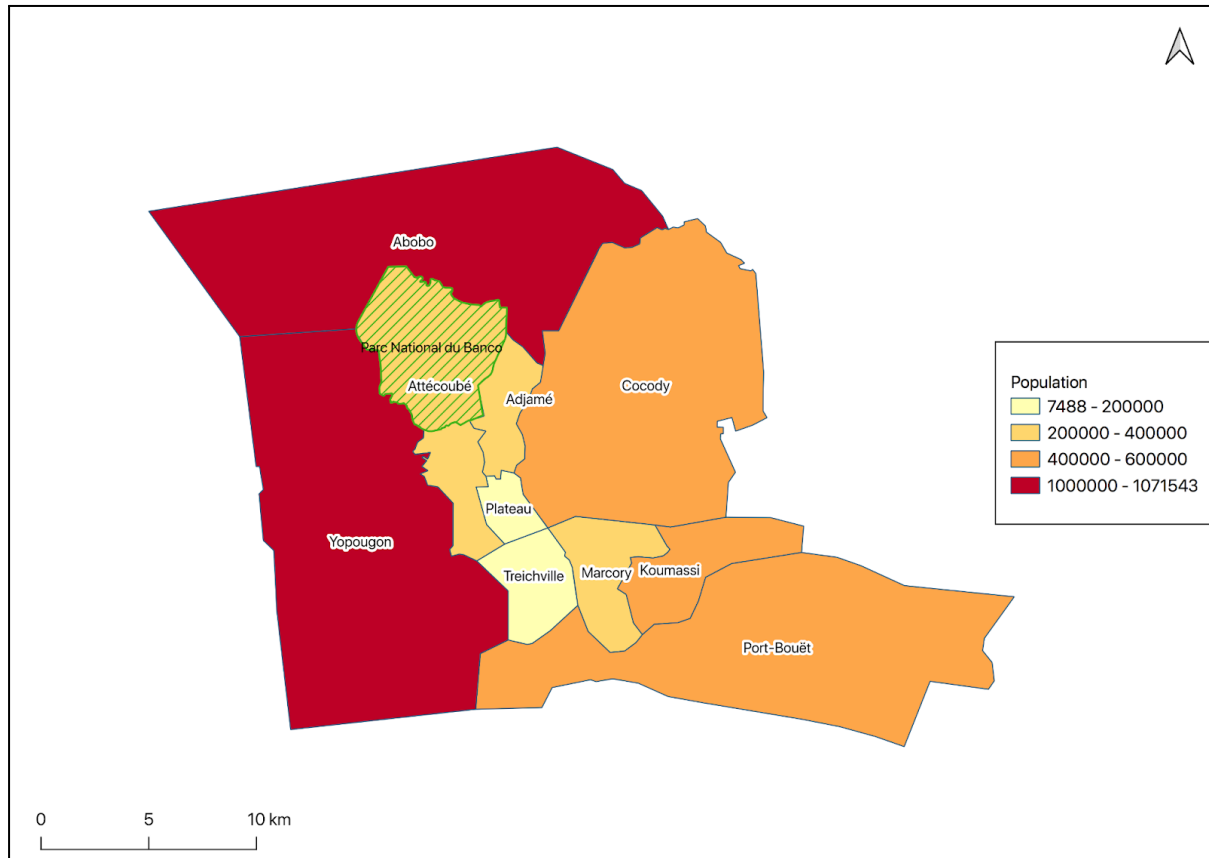 Abobo
Parc National du Banco
Attécoubé
Adjamé
Cocody
Plateau
Yopougon
Treichville
Marcory
Koumassi
Port-Bouët
Population
7488 - 200000
200000 - 400000
400000 - 600000
1000000 - 1071543
0 5 10 km